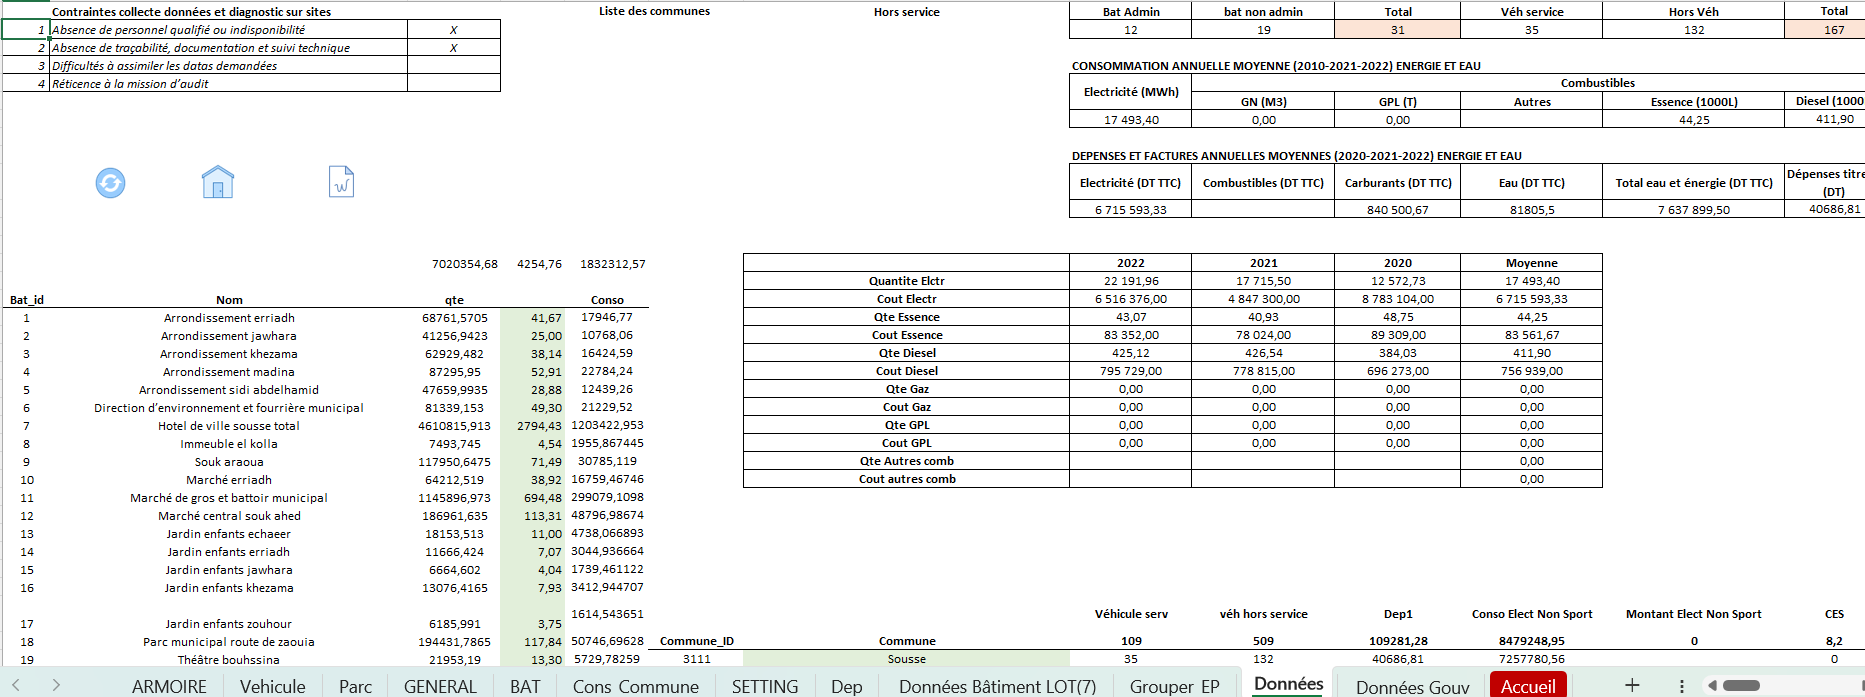 Contraintes collecte données et diagnostic sur sites Liste des communes Hors service Bat Admin bat non admin Total Véh service Hors Véh Total
1 Absence de personnel qualifié ou indisponibilité X 12 19 31 35 132 167
2 Absence de traçabilité, documentation et suivi technique X
3 Difficultés à assimiler les datas demandées CONSOMMATION ANNUELLE MOYENNE (2010-2021-2022) ENERGIE ET EAU
4 Réticence à la mission d'audit Electricité (MWh) Combustibles
GN (M3) GPL (T) Autres Essence (1000L) Diesel (1000
17 493,40 0,00 0,00 44,25 411,90
DEPENSES ET FACTURES ANNUELLES MOYENNES (2020-2021-2022) ENERGIE ET EAU
Electricité (DT TTC) Combustibles (DT TTC) Carburants (DT TTC) Eau (DT TTC) Total eau et énergie (DT TTC) Dépenses titre
(DT)
6 715 593,33 840 500,67 81805,5 7 637 899,50 40686,81
7020354,68 4254,76 1832312,57 2022 2021 2020 Moyenne
Quantite Elctr 22 191,96 17 715,50 12 572,73 17 493,40
Bat_id Nom qte Conso Cout Electr 6 516 376,00 4 847 300,00 8 783 104,00 6 715 593,33
1 Arrondissement erriadh 68761,5705 41,67 17946,77 Qte Essence 43,07 40,93 48,75 44,25
2 Arrondissement jawhara 41256,9423 25,00 10768,06 Cout Essence 83 352,00 78 024,00 89 309,00 83 561,67
3 Arrondissement khezama 62929,482 38,14 16424,59 Qte Diesel 425,12 426,54 384,03 411,90
4 Arrondissement madina 87295,95 52,91 22784,24 Cout Diesel 795 729,00 778 815,00 696 273,00 756 939,00
5 Arrondissement sidi abdelhamid 47659,9935 28,88 12439,26 Qte Gaz 0,00 0,00 0,00 0,00
6 Direction d'environnement et fourrière municipal 81339,153 49,30 21229,52 Cout Gaz 0,00 0,00 0,00 0,00
7 Hotel de ville sousse total 4610815,913 2794,43 1203422,953 Qte GPL 0,00 0,00 0,00 0,00
8 Immeuble el kolla 7493,745 4,54 1955,867445 Cout GPL 0,00 0,00 0,00 0,00
9 Souk araoua 117950,6475 71,49 30785,119 Qte Autres comb 0,00
10 Marché erriadh 64212,519 38,92 16759,46746 Cout autres comb 0,00
11 Marché de gros et battoir municipal 1145896,973 694,48 299079,1098
12 Marché central souk ahed 186961,635 113,31 48796,98674
13 Jardin enfants echaeer 18153,513 11,00 4738,066893
14 Jardin enfants erriadh 11666,424 7,07 3044,936664
15 Jardin enfants jawhara 6664,602 4,04 1739,461122
16 Jardin enfants khezama 13076,4165 7,93 3412,944707
17 Jardin enfants zouhour 6185,991 3,75 1614,543651 Véhicule serv véh hors service Dep1 Conso Elect Non Sport Montant Elect Non Sport CES
18 Parc municipal route de zaouia 194431,7865 117,84 50746,69628 Commune_ID Commune 109 509 109281,28 8479248,95 0 8,2
19 Théâtre bouhssina 21953,19 13,30 5729,78259 3111 Sousse 35 132 40686,81 7257780,56 0
ARMOIRE Vehicule Parc GENERAL BAT Cons Commune SETTING Dep Données Bâtiment LOT(7) Grouper EP Données Données Gouv Accueil